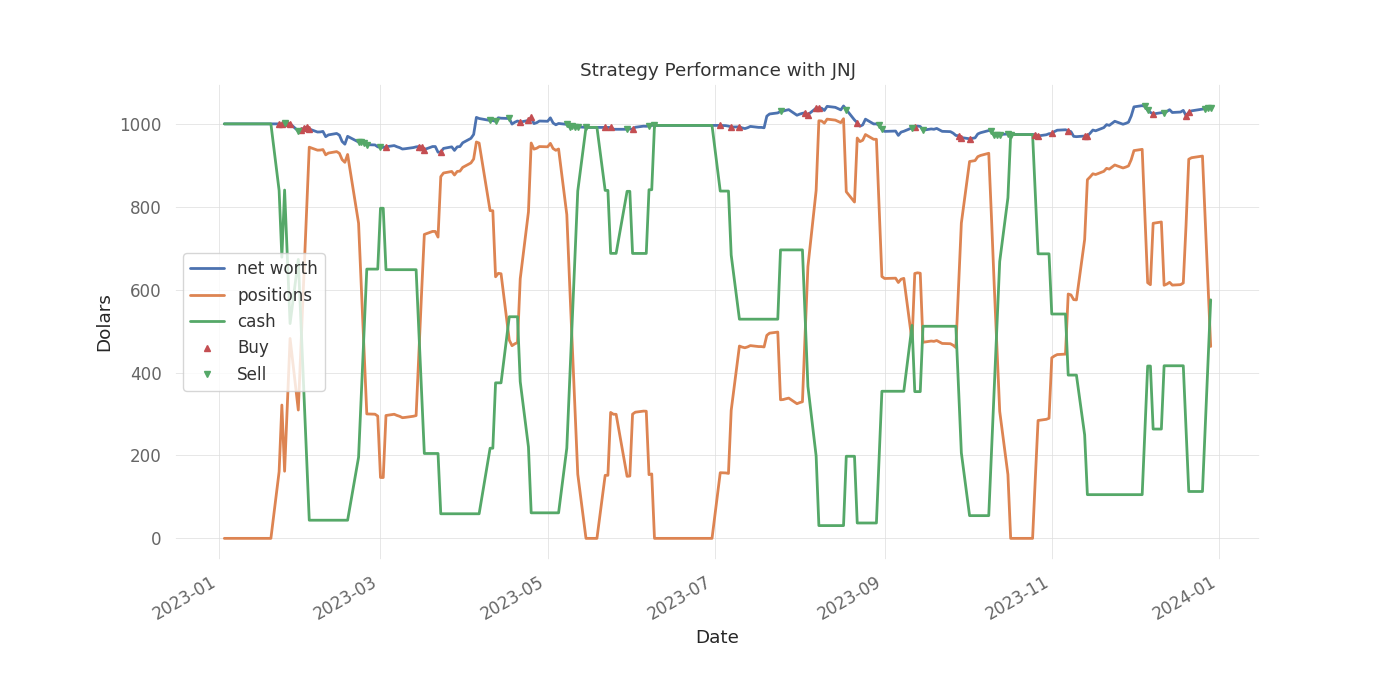 Strategy Performance with JNJ
1000
800
600
400
200
0
Dolars
net worth
positions
cash
Buy
Sell
2023-01
2023-03
2023-05
2023-07
2023-09
2023-11
2024-01
Date